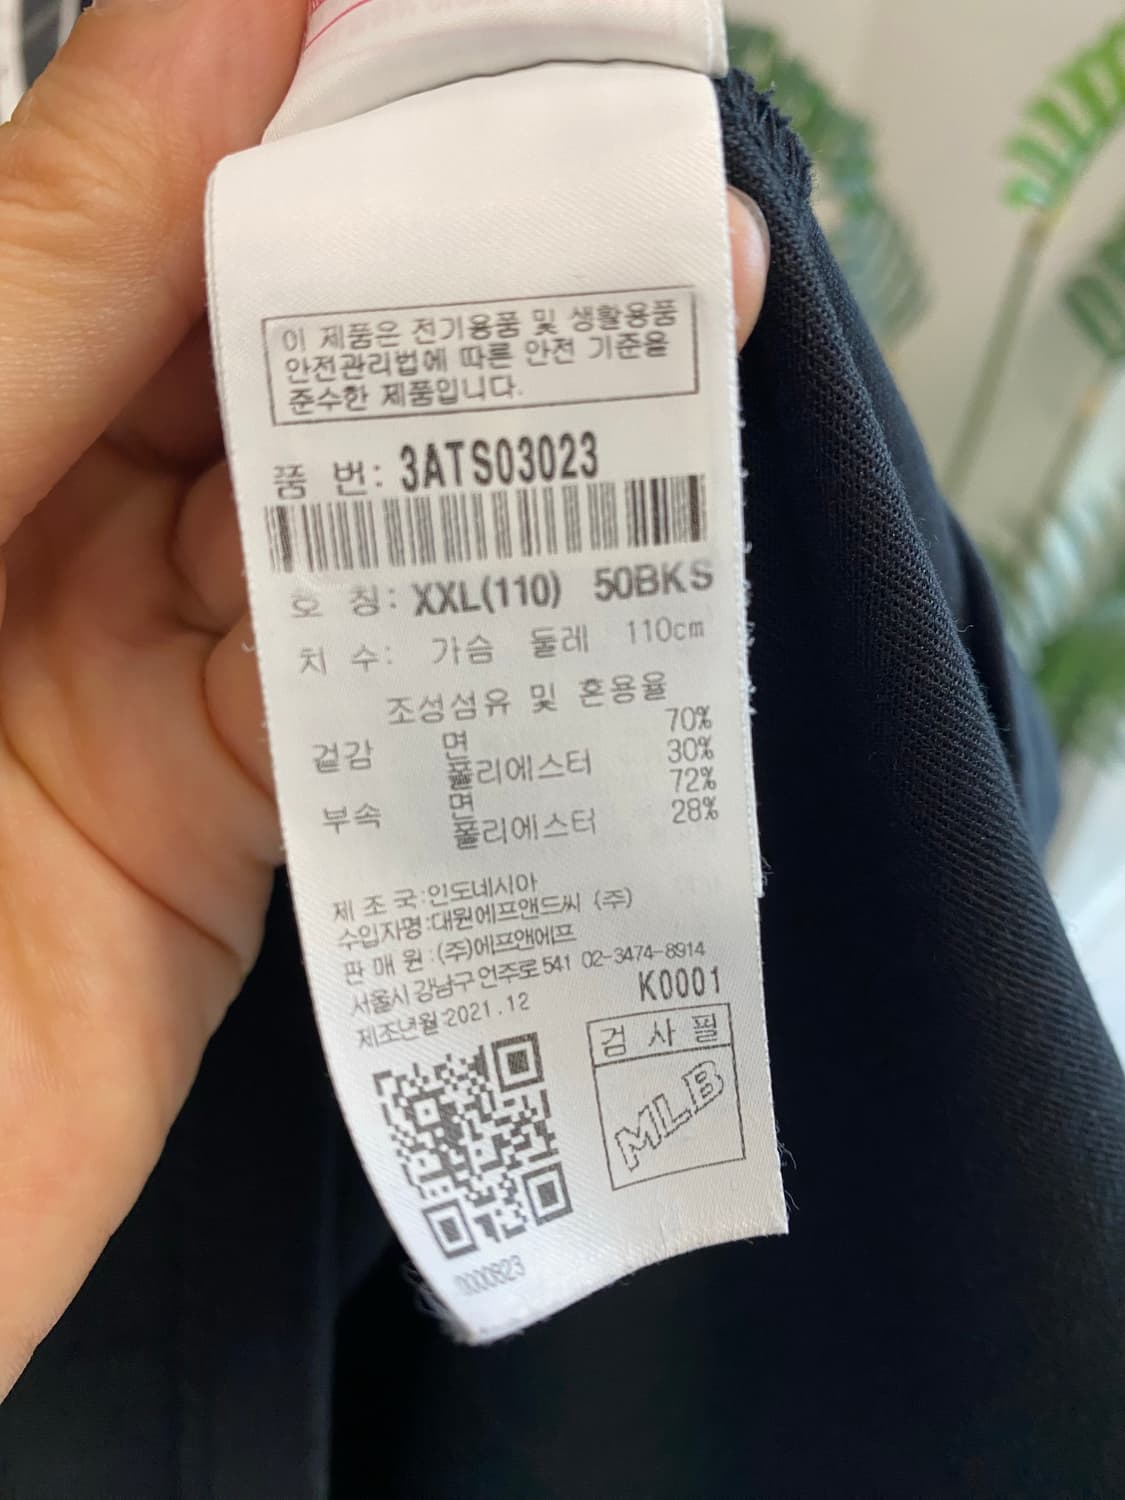 이 제품은 전기용품 및 생활용품
안전관리법에 따른 안전 기준을
준수한 제품입니다.
품 번: 3ATS03023
호 칭: XXL(110) 50BKS
치 수: 가슴 둘레 110cm
조성섬유 및 혼용율
겉감 면 70%
폴리에스터 30%
부속 면 72%
폴리에스터 28%
제 조 국:인도네시아
수입자명:대원에프앤드씨 (주)
판 매 원:(주)에프앤에프
서울시 강남구 언주로 541 02-3474-8914
제조년월 2021.12 K0001
검 사 필
MLB
0000823